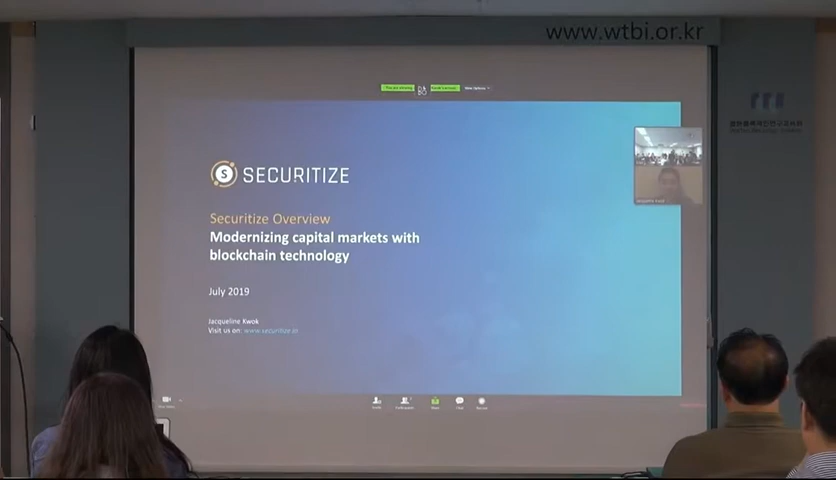 www.wtbi.or.kr
SECURITIZE
Securitize Overview
Modernizing capital markets with
blockchain technology
July 2019
Jacqueline Kwok
Visit us on: www.securitize.io